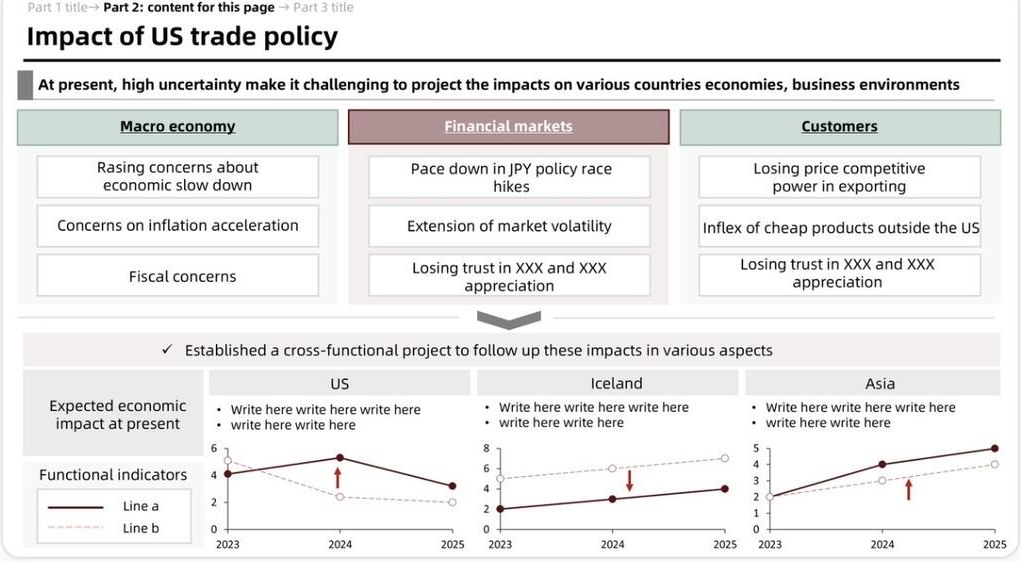 Part 1 title→ Part 2: content for this page → Part 3 title
Impact of US trade policy
At present, high uncertainty make it challenging to project the impacts on various countries economies, business environments
Macro economy
Rasing concerns about
economic slow down
Concerns on inflation acceleration
Fiscal concerns
Financial markets
Pace down in JPY policy race
hikes
Extension of market volatility
Losing trust in XXX and XXX
appreciation
Customers
Losing price competitive
power in exporting
Inflex of cheap products outside the US
Losing trust in XXX and XXX
appreciation
✓ Established a cross-functional project to follow up these impacts in various aspects
Expected economic
impact at present
Functional indicators
Line a
Line b
US
• Write here write here write here
• write here write here
6
4
2
0
2023 2024 2025
Iceland
• Write here write here write here
• write here write here
8
6
4
2
0
2023 2024 2025
Asia
• Write here write here write here
• write here write here
5
4
3
2
1
0
2023 2024 2025